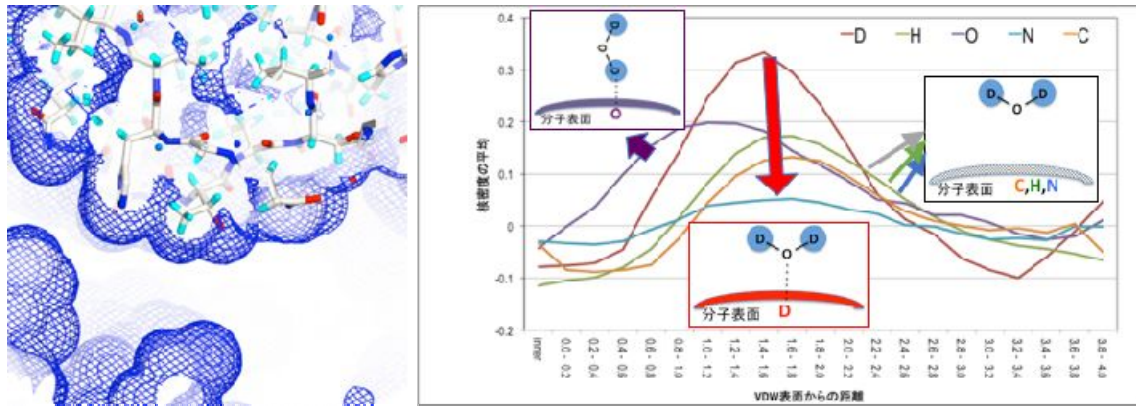 0.4
0.3
0.2
0.1
0
-0.1
-0.2
核密度の平均
D H O N C
D
D
O
O
分子表面
D D
O
分子表面
C,H,N
D D
O
分子表面
D
inner
0.0 - 0.2
0.2 - 0.4
0.4 - 0.6
0.6 - 0.8
0.8 - 1.0
1.0 - 1.2
1.2 - 1.4
1.4 - 1.6
1.6 - 1.8
1.8 - 2.0
2.0 - 2.2
2.2 - 2.4
2.4 - 2.6
2.6 - 2.8
2.8 - 3.0
3.0 - 3.2
3.2 - 3.4
3.4 - 3.6
3.6 - 3.8
3.8 - 4.0
VDW表面からの距離